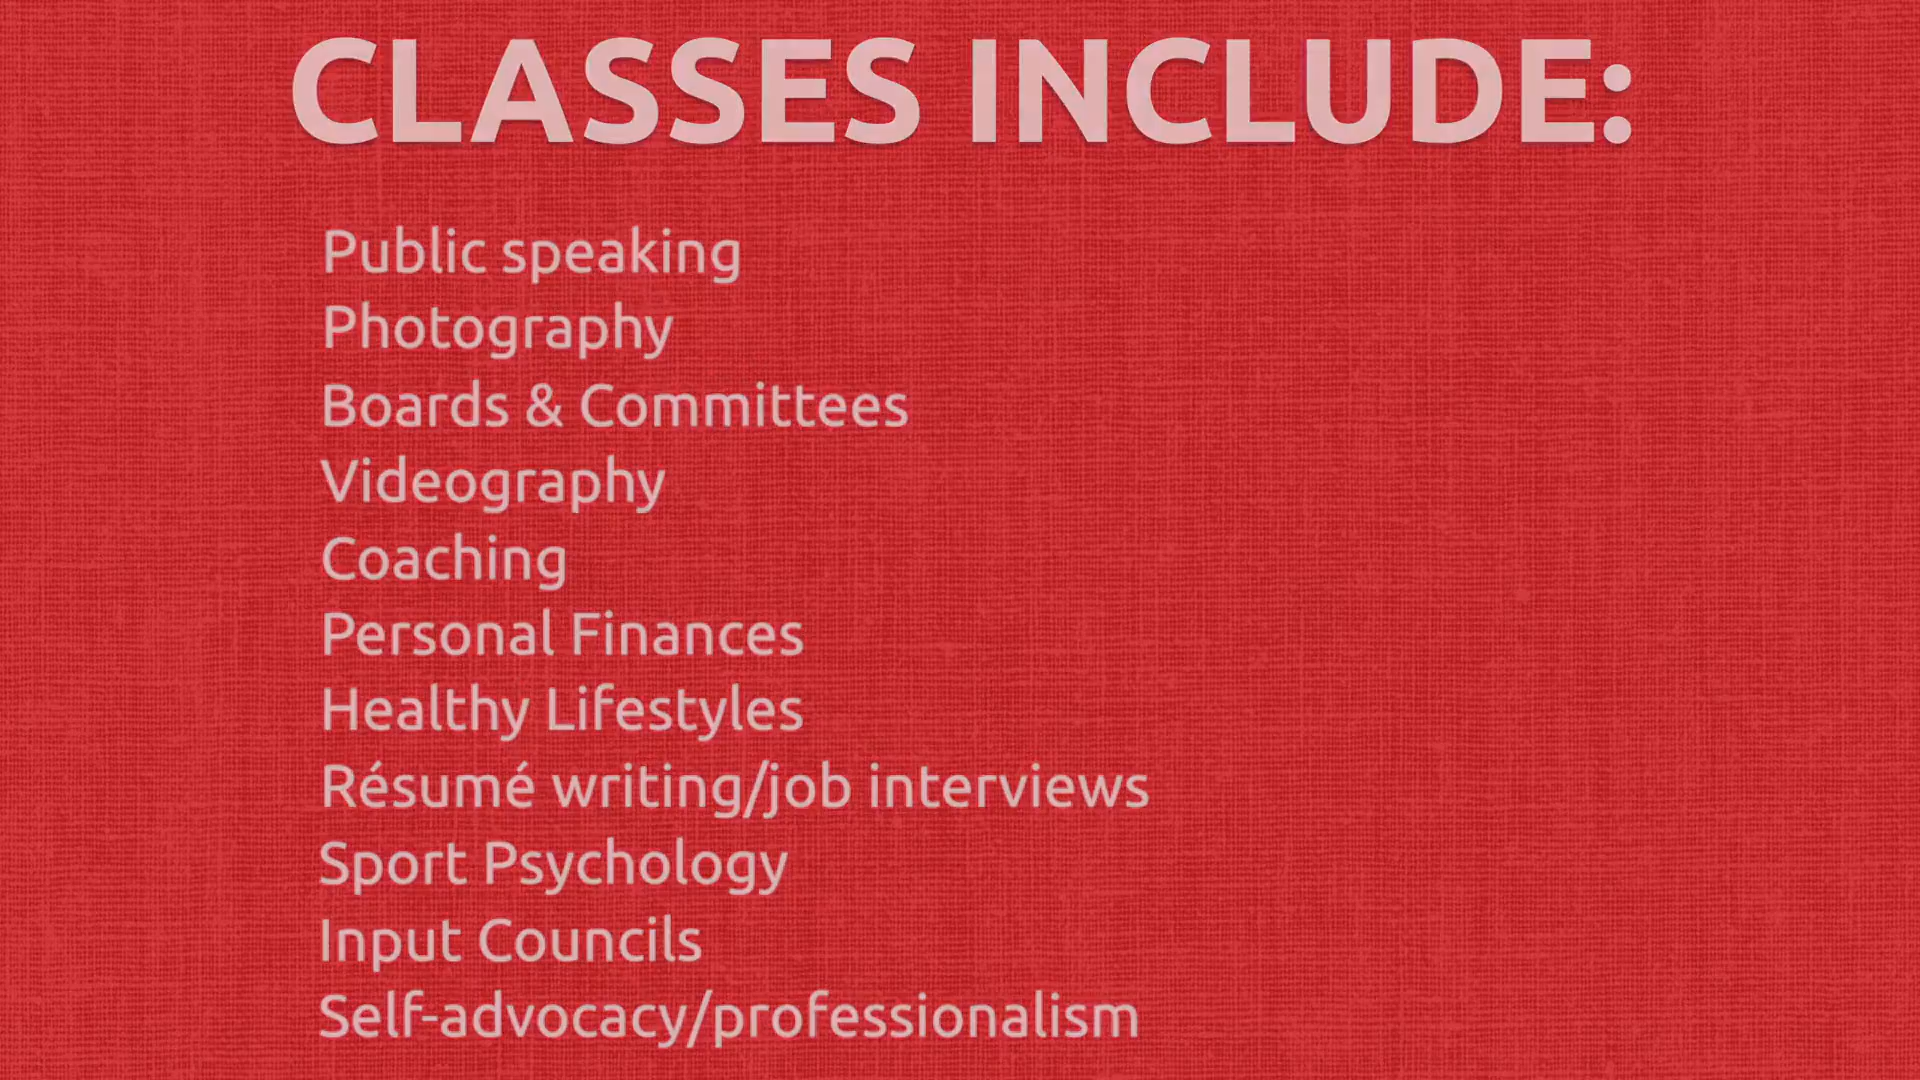 CLASSES INCLUDE:
Public speaking
Photography
Boards & Committees
Videography
Coaching
Personal Finances
Healthy Lifestyles
Résumé writing/job interviews
Sport Psychology
Input Councils
Self-advocacy/professionalism